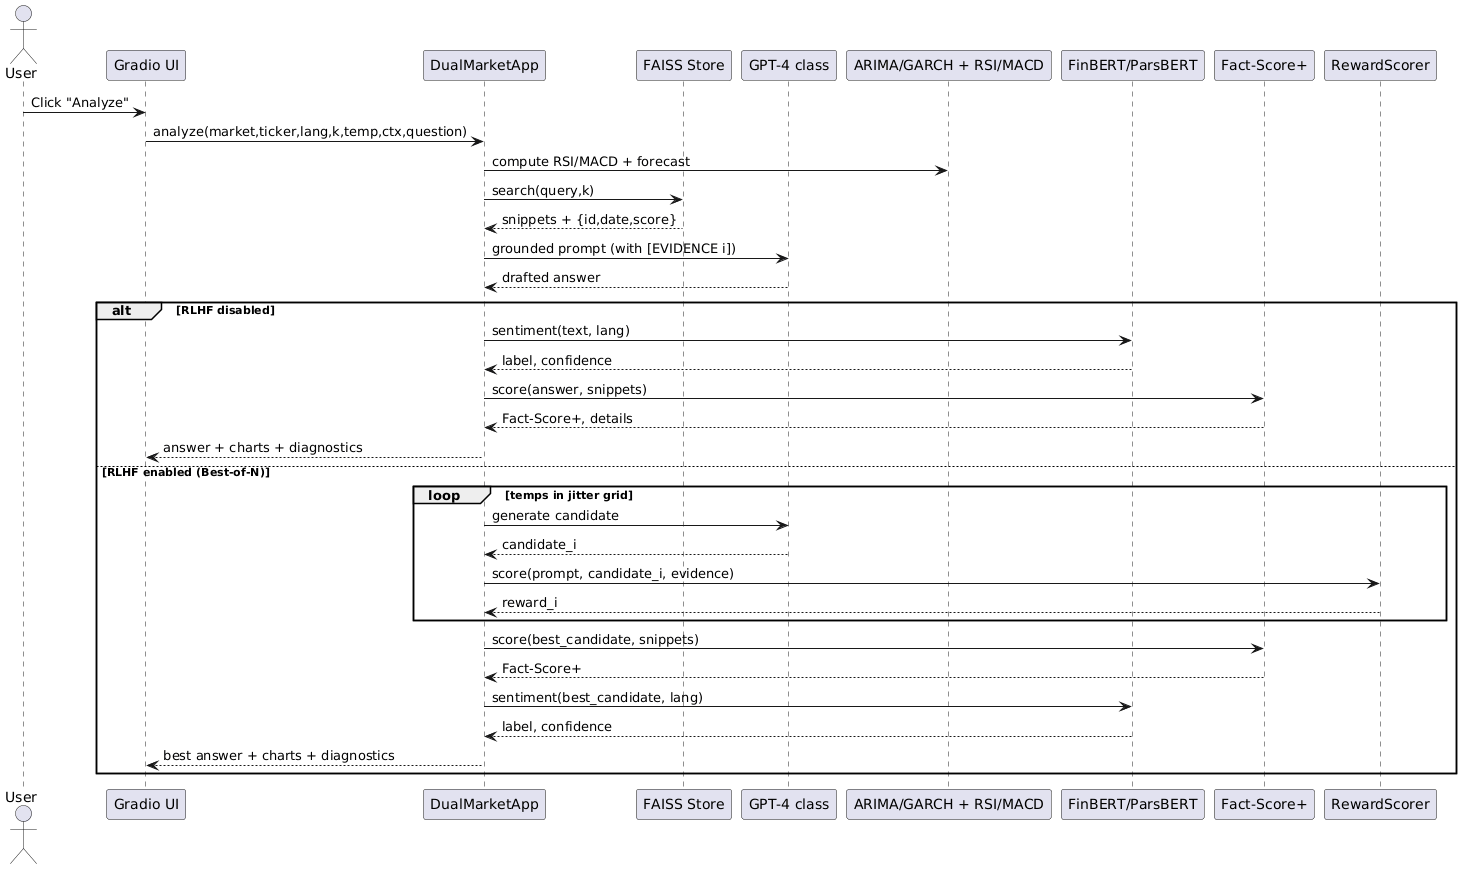 User
Gradio UI
DualMarketApp
FAISS Store
GPT-4 class
ARIMA/GARCH + RSI/MACD
FinBERT/ParsBERT
Fact-Score+
RewardScorer
Click "Analyze"
analyze(market,ticker,lang,k,temp,ctx,question)
compute RSI/MACD + forecast
search(query,k)
snippets + {id,date,score}
grounded prompt (with [EVIDENCE i])
drafted answer
alt [RLHF disabled]
sentiment(text, lang)
label, confidence
score(answer, snippets)
Fact-Score+, details
answer + charts + diagnostics
[RLHF enabled (Best-of-N)]
loop [temps in jitter grid]
generate candidate
candidate_i
score(prompt, candidate_i, evidence)
reward_i
score(best_candidate, snippets)
Fact-Score+
sentiment(best_candidate, lang)
label, confidence
best answer + charts + diagnostics
User
Gradio UI
DualMarketApp
FAISS Store
GPT-4 class
ARIMA/GARCH + RSI/MACD
FinBERT/ParsBERT
Fact-Score+
RewardScorer